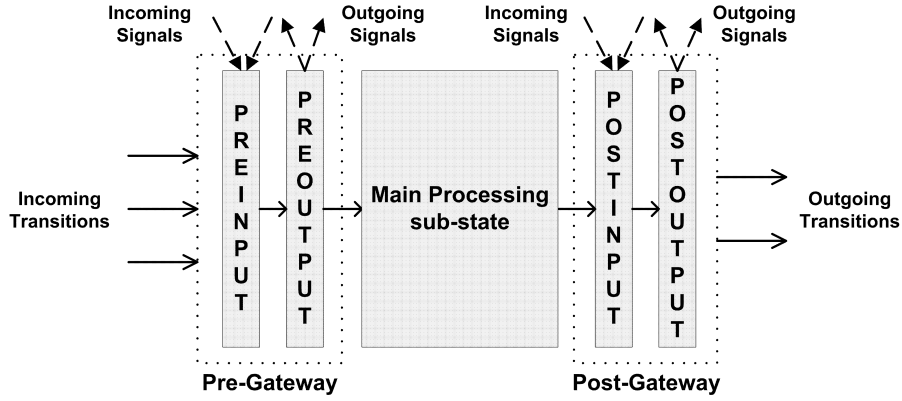 Incoming
Signals
Outgoing
Signals
Incoming
Signals
Outgoing
Signals
Incoming
Transitions
PREINPUT
PREOUTPUT
Main Processing
sub-state
POSTINPUT
POSTOUTPUT
Outgoing
Transitions
Pre-Gateway
Post-Gateway